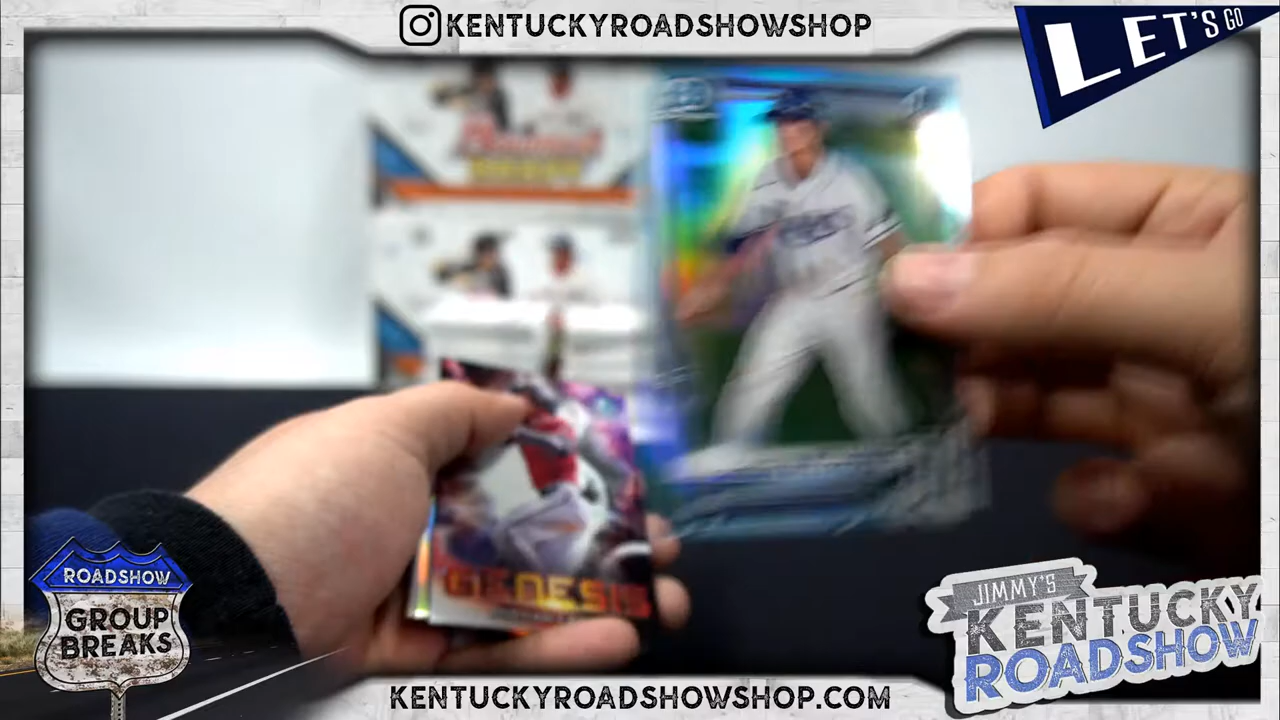 KENTUCKYROADSHOWSHOP
LET'S GO
GENESIS
ROADSHOW
GROUP
BREAKS
JIMMY'S
KENTUCKY
ROADSHOW
KENTUCKYROADSHOWSHOP.COM